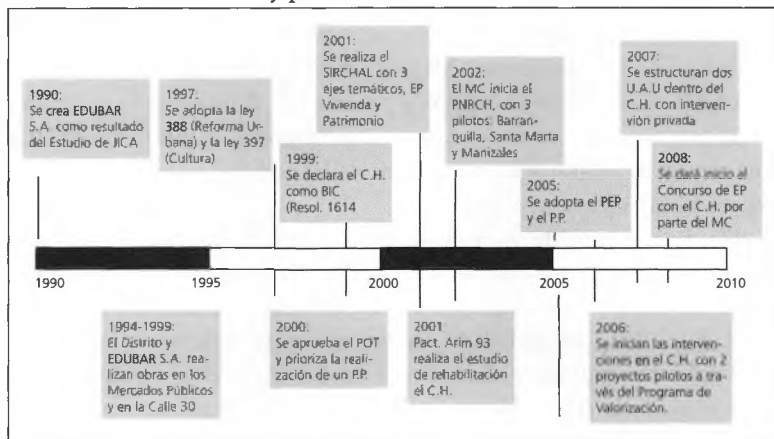 1990:
Se crea EDUBAR
S.A. como resultado
del Estudio de JICA
1997:
Se adopta la ley
388 (Reforma Ur-
bana) y la ley 397
(Cultura)
1999:
Se declara el C.H.
como BIC
(Resol. 1614
2001:
Se realiza el
SIRCHAL con 3
ejes temáticos, EP
Vivienda y
Patrimonio
2002:
El MC inicia el
PNRCH, con 3
pilotos: Barran-
quilla, Santa Marta
y Manizales
2005:
Se adopta el PEP
y el P.P.
2007:
Se estructuran dos
U.A.U dentro del
C.H. con interven-
ción privada
2008:
Se dará inicio al
Concurso de EP
con el C.H. por
parte del MC
1990
1995
2000
2005
2010
1994-1999:
El Distrito y
EDUBAR S.A. rea-
lizan obras en los
Mercados Públicos
y en la Calle 30
2000:
Se aprueba el POT
y prioriza la reali-
zación de un P.P.
2001
Pact. Arim 93
realiza el estudio
de rehabilitación
el C.H.
2006:
Se inician las interven-
ciones en el C.H. con 2
proyectos pilotos a tra-
vés del Programa de
Valorización.